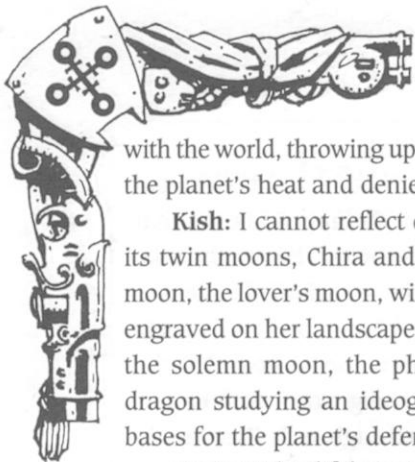 with the world, throwing up
the planet's heat and denie
Kish: I cannot reflect
its twin moons, Chira and
moon, the lover's moon, wi
engraved on her landscape
the solemn moon, the ph
dragon studying an ideog
bases for the planet's defer